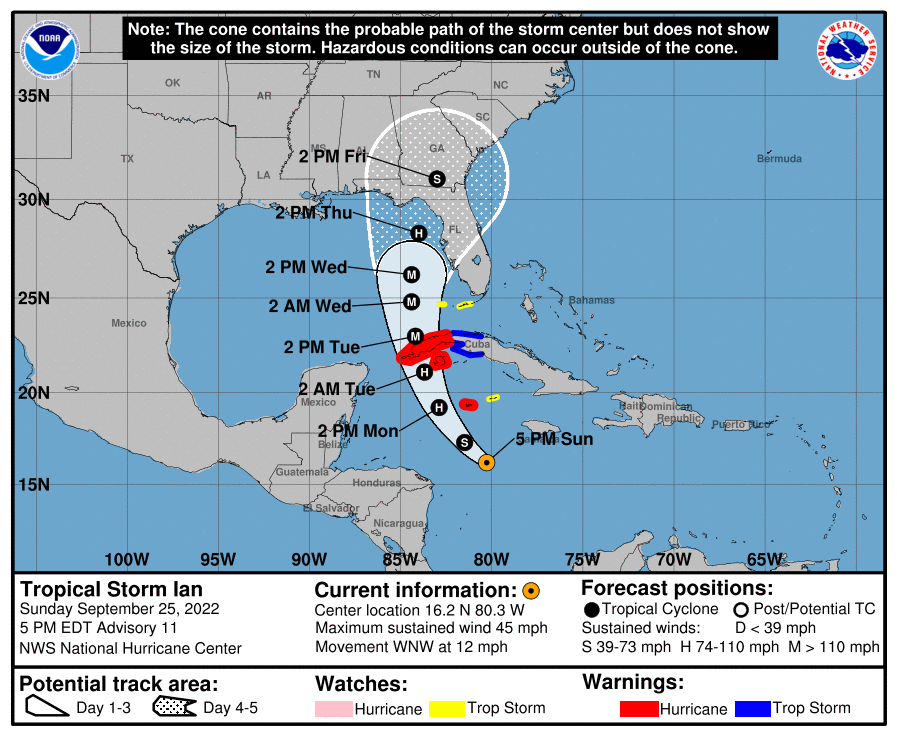 Note: The cone contains the probable path of the storm center but does not show
the size of the storm. Hazardous conditions can occur outside of the cone.
NOAA
NATIONAL WEATHER SERVICE
OK
TN
NC
AR
SC
35N
MS
AL
GA
2 PM Fri
TX
Bermuda
LA
S
30N
2 PM Thu
H
FL
2 PM Wed
M
25N
2 AM Wed
M
Bahamas
Mexico
2 PM Tue
M
Cuba
2 AM Tue
H
20N
Mexico
H
Haiti
Dominican
Republic
Puerto Rico
2 PM Mon
Belize
S
5 PM Sun
Guatemala
15N
Honduras
El Salvador
Nicaragua
100W 95W 90W 85W 80W 75W 70W 65W
Tropical Storm Ian
Sunday September 25, 2022
5 PM EDT Advisory 11
NWS National Hurricane Center
Current information:
Center location 16.2 N 80.3 W
Maximum sustained wind 45 mph
Movement WNW at 12 mph
Forecast positions:
Tropical Cyclone Post/Potential TC
Sustained winds: D < 39 mph
S 39-73 mph H 74-110 mph M > 110 mph
Potential track area:
Day 1-3 Day 4-5
Watches:
Hurricane Trop Storm
Warnings:
Hurricane Trop Storm